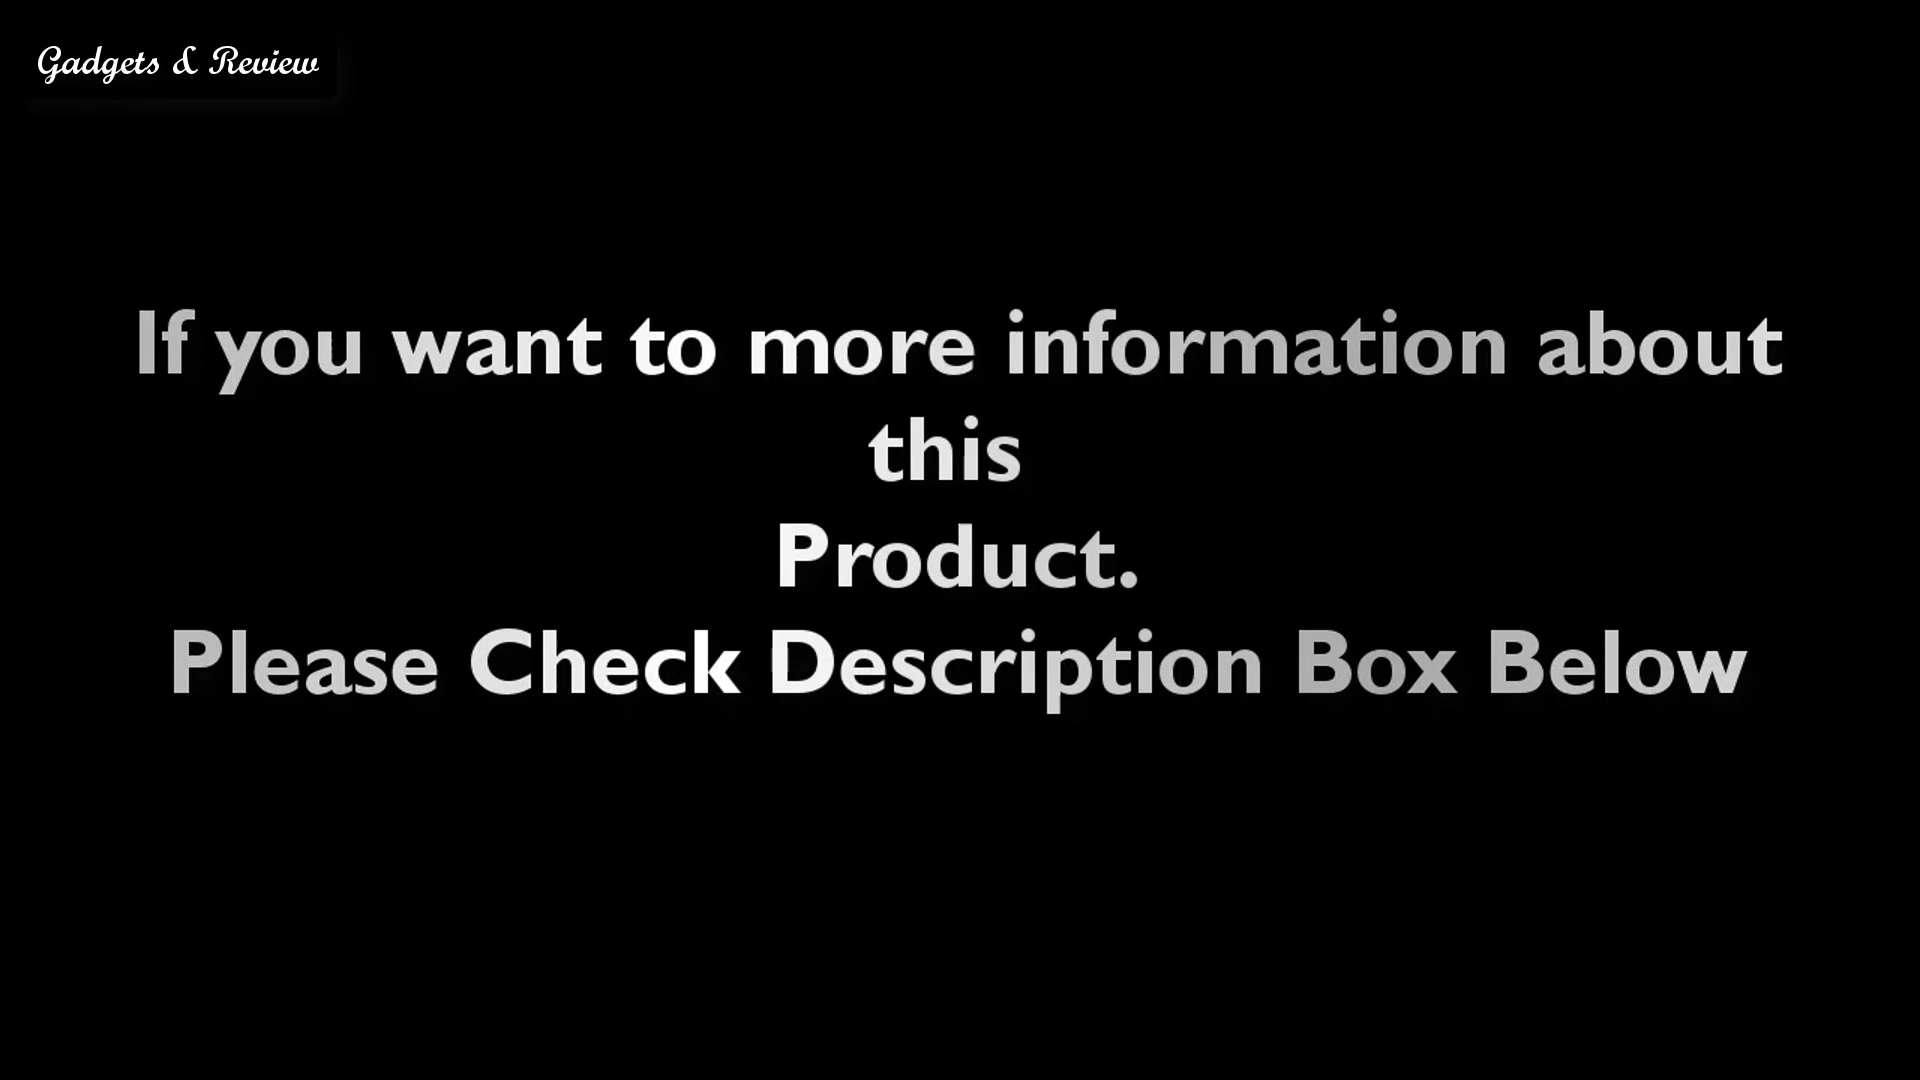 Gadgets & Review
If you want to more information about
this
Product.
Please Check Description Box Below